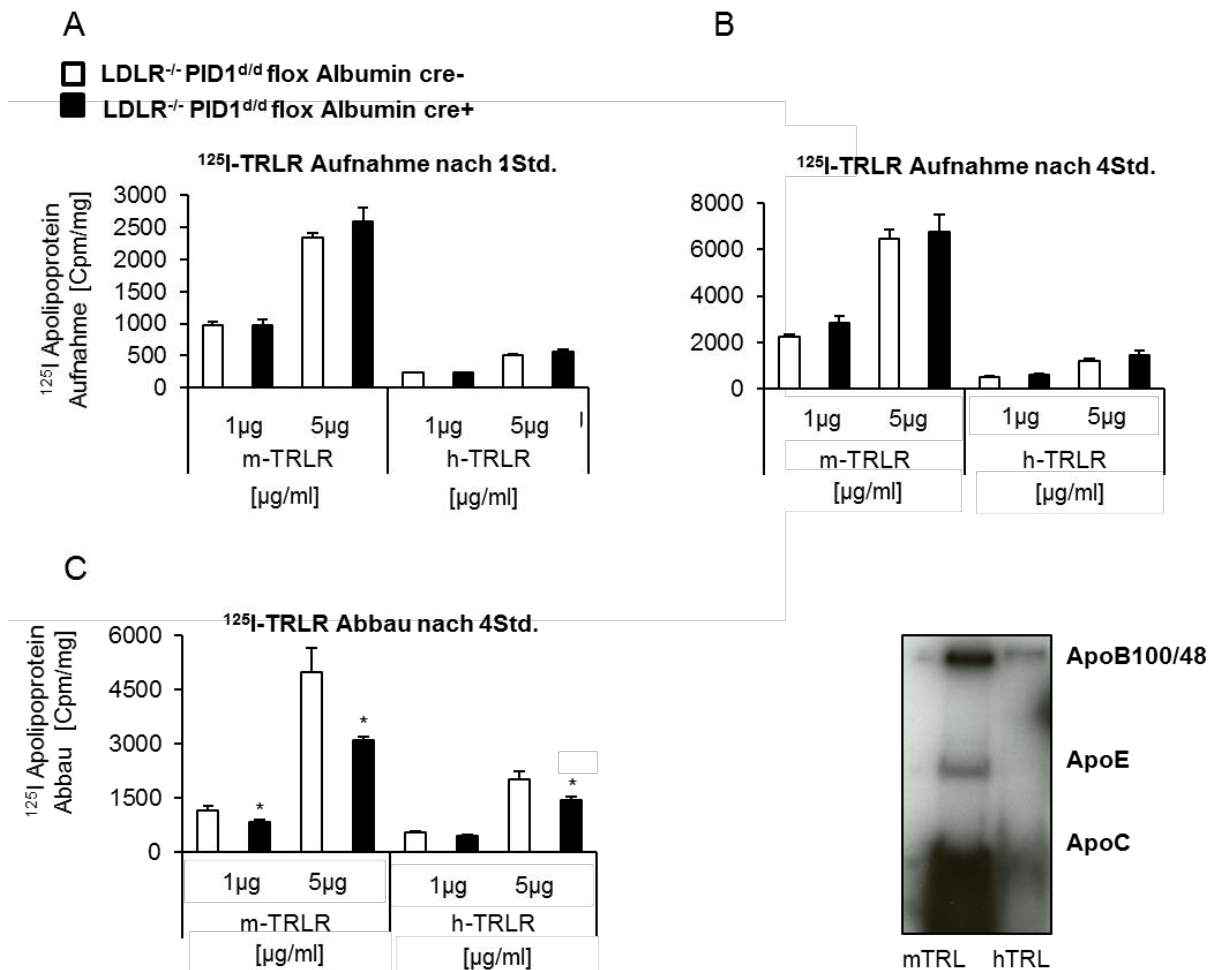 A
B
LDLR-/- PID1d/d flox Albumin cre-
LDLR-/- PID1d/d flox Albumin cre+
125I-TRLR Aufnahme nach 1Std.
125I Apolipoprotein
Aufnahme [Cpm/mg]
3000
2500
2000
1500
1000
500
0
1µg 5µg 1µg 5µg
m-TRLR h-TRLR
[µg/ml] [µg/ml]
125I-TRLR Aufnahme nach 4Std.
8000
6000
4000
2000
0
1µg 5µg 1µg 5µg
m-TRLR h-TRLR
[µg/ml] [µg/ml]
C
125I-TRLR Abbau nach 4Std.
125I Apolipoprotein
Abbau [Cpm/mg]
6000
4500
3000
1500
0
* * *
1µg 5µg 1µg 5µg
m-TRLR h-TRLR
[µg/ml] [µg/ml]
ApoB100/48
ApoE
ApoC
mTRL hTRL